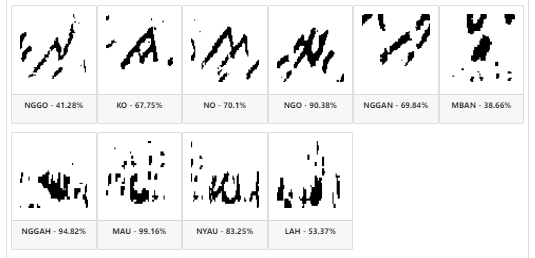 NGGO - 41.28%
KO - 67.75%
NO - 70.1%
NGO - 90.38%
NGGAN - 69.84%
MBAN - 38.66%
NGGAH - 94.82%
MAU - 99.16%
NYAU - 83.25%
LAH - 53.37%